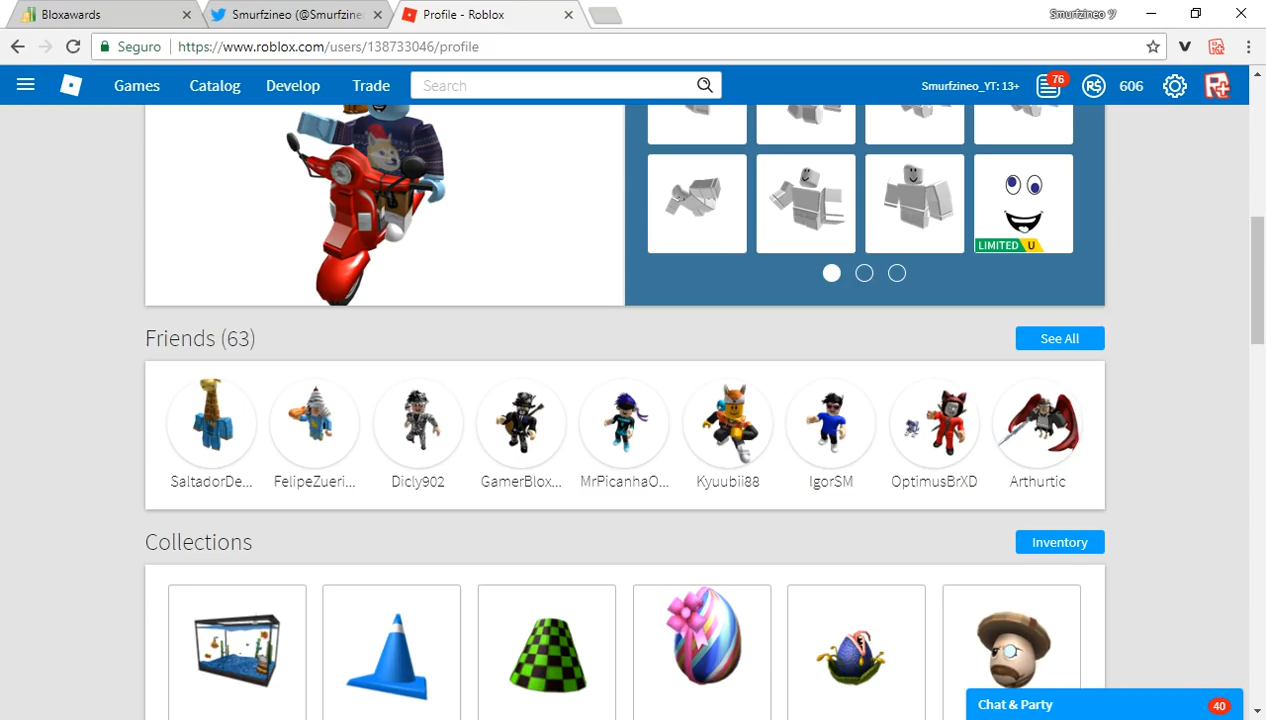 Bloxawards
Smurfzineo (@Smurfzine
Profile - Roblox
Smurfzineo ツ
Seguro
https://www.roblox.com/users/138733046/profile
Games
Catalog
Develop
Trade
Search
Smurfzineo_YT: 13+
76
R$
606
R+
LIMITED U
Friends (63)
See All
SaltadorDe...
FelipeZueri...
Dicly902
GamerBlox...
MrPicanhaO...
Kyuubii88
IgorSM
OptimusBrXD
Arthurtic
Collections
Inventory
Chat & Party
40